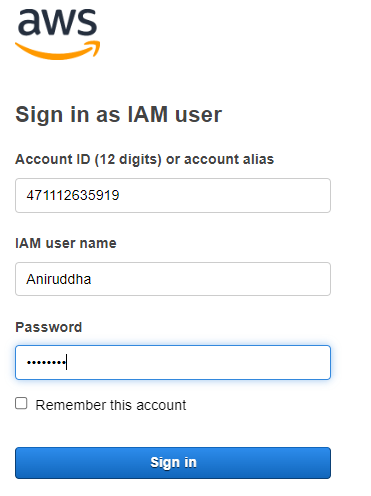 aws
Sign in as IAM user
Account ID (12 digits) or account alias
471112635919
IAM user name
Aniruddha
Password
••••••••
Remember this account
Sign in